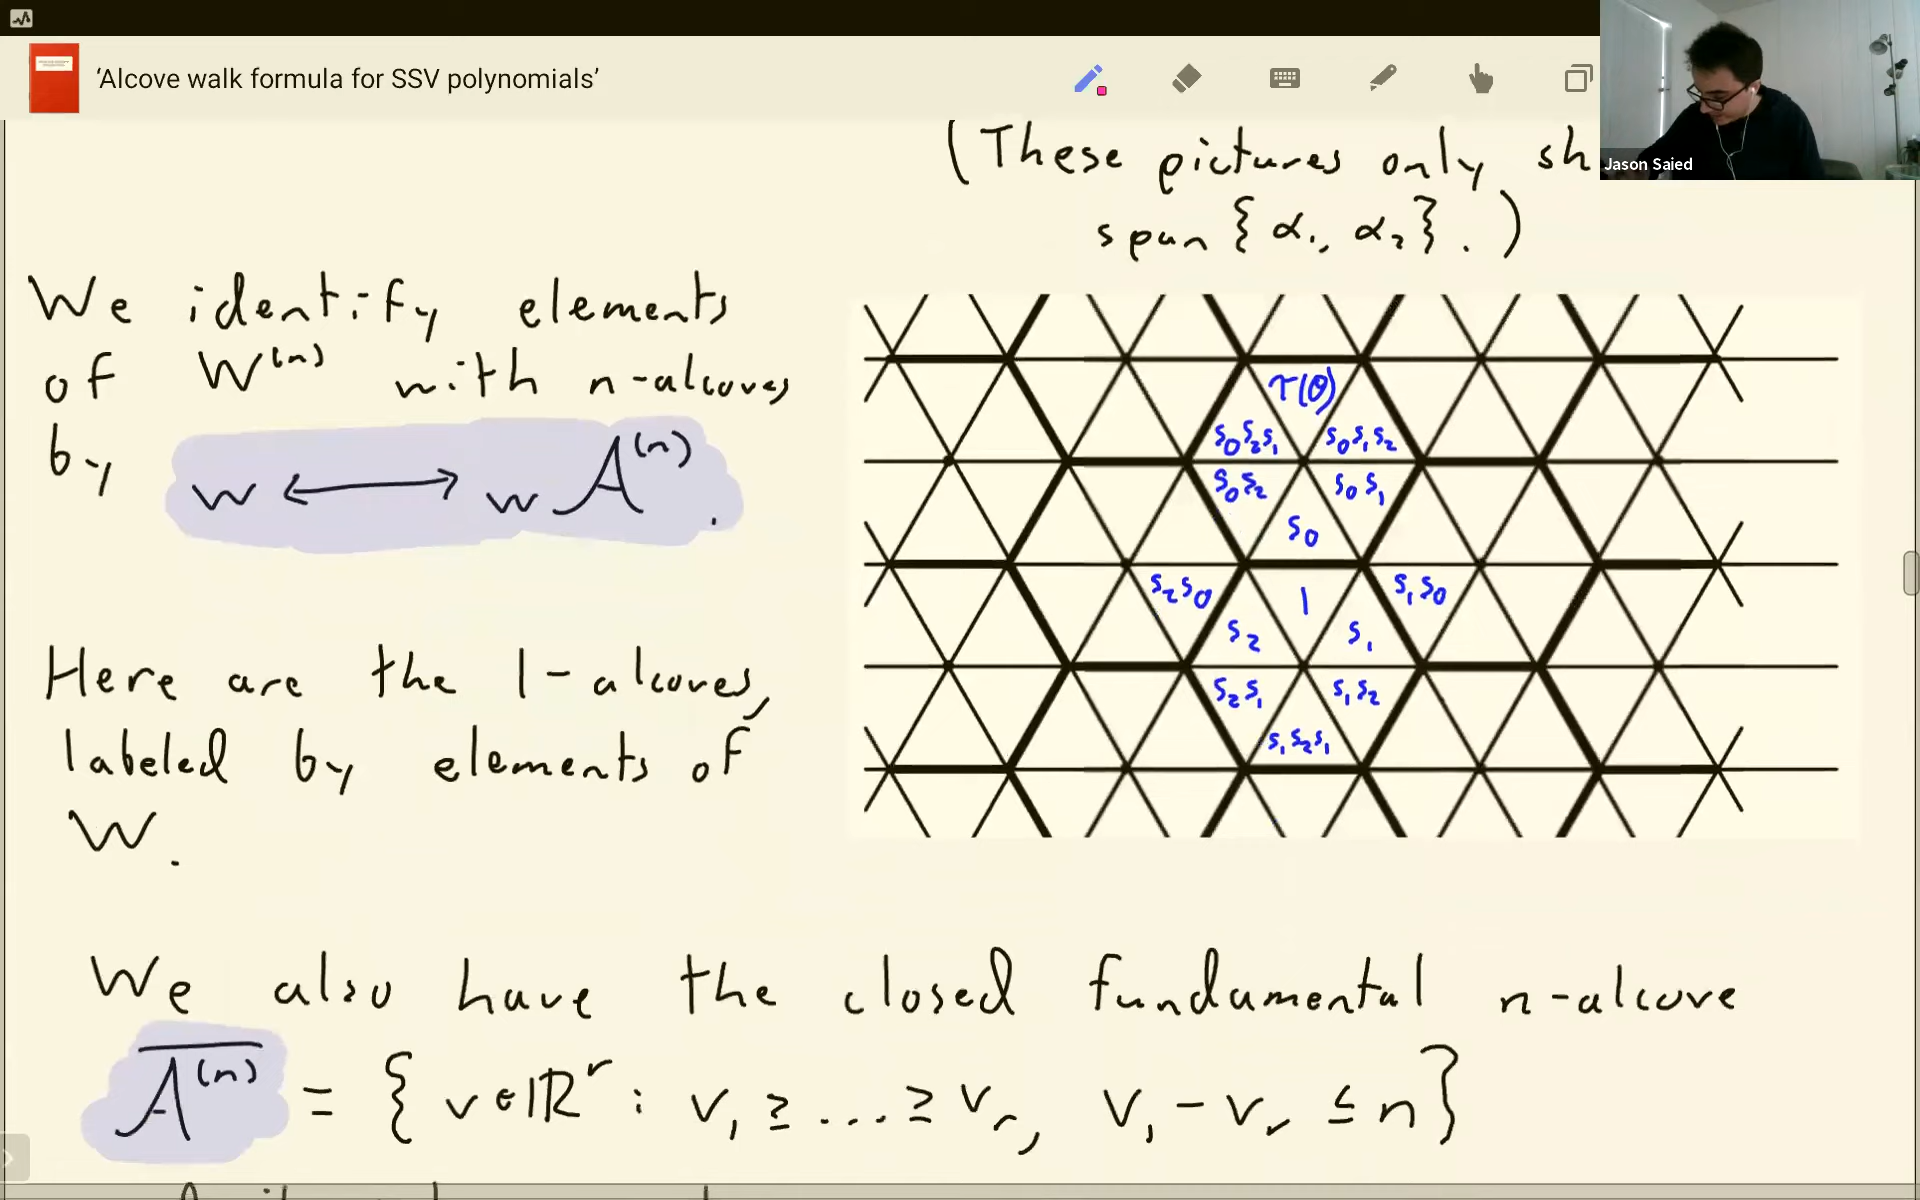 ‘Alcove walk formula for SSV polynomials’
Jason Saied
(These pictures only sh
span {α₁, α₂}.)
We identify elements
of W⁽ⁿ⁾ with n-alcoves
by w ⟷ w A⁽ⁿ⁾.
τ(θ)
s₀s₂s₁ s₀s₁s₂
s₀s₂ s₀s₁
s₀
s₂s₀ 1 s₁s₀
s₂ s₁
s₂s₁ s₁s₂
s₁s₂s₁
Here are the 1-alcoves,
labeled by elements of
W.
We also have the closed fundamental n-alcove
A̅⁽ⁿ⁾ = { v ∈ ℝʳ : v₁ ≥ ... ≥ vᵣ, v₁ - vᵣ ≤ n }